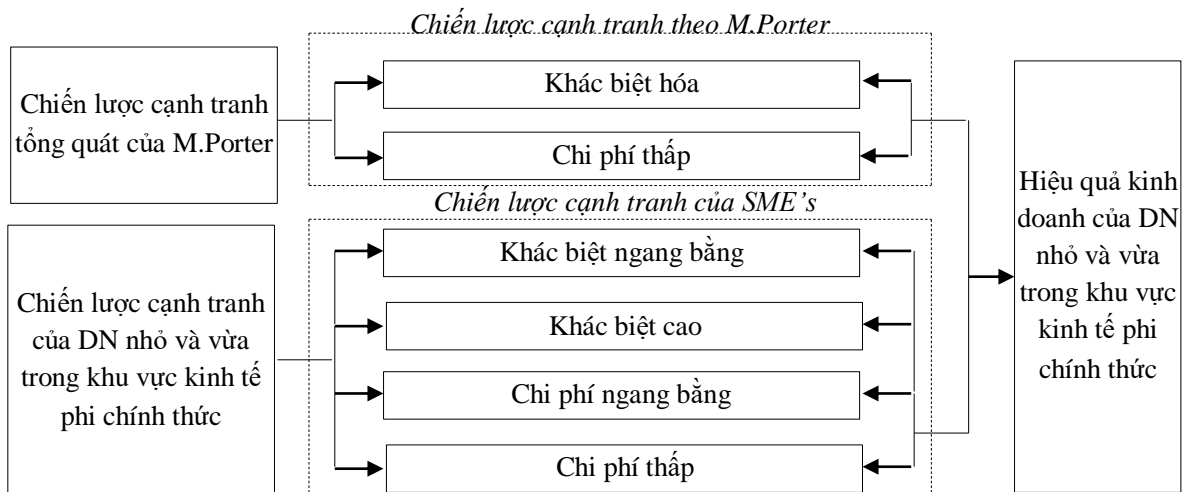 Chiến lược cạnh tranh theo M.Porter
Chiến lược cạnh tranh
tổng quát của M.Porter
Khác biệt hóa
Chi phí thấp
Chiến lược cạnh tranh của SME’s
Chiến lược cạnh tranh
của DN nhỏ và vừa
trong khu vực kinh tế
phi chính thức
Khác biệt ngang bằng
Khác biệt cao
Chi phí ngang bằng
Chi phí thấp
Hiệu quả kinh
doanh của DN
nhỏ và vừa
trong khu vực
kinh tế phi
chính thức